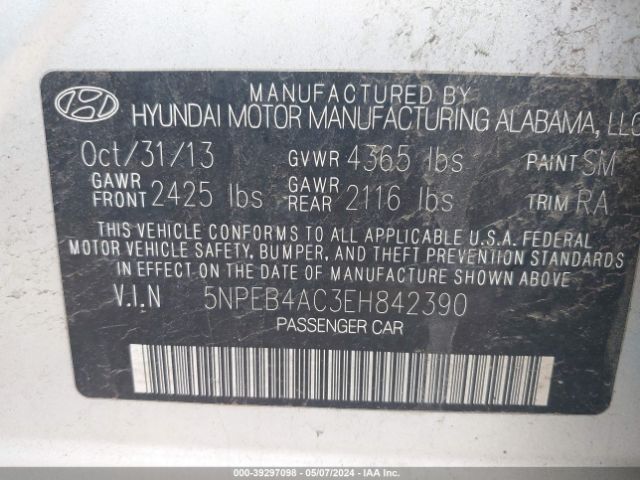 MANUFACTURED BY
HYUNDAI MOTOR MANUFACTURING ALABAMA, LLC
Oct/31/13 GVWR 4365 lbs PAINT SM
GAWR FRONT 2425 lbs GAWR REAR 2116 lbs TRIM RA
THIS VEHICLE CONFORMS TO ALL APPLICABLE U.S.A. FEDERAL
MOTOR VEHICLE SAFETY, BUMPER, AND THEFT PREVENTION STANDARDS
IN EFFECT ON THE DATE OF MANUFACTURE SHOWN ABOVE
V.I.N 5NPEB4AC3EH842390
PASSENGER CAR
000-39297098 - 05/07/2024 - IAA